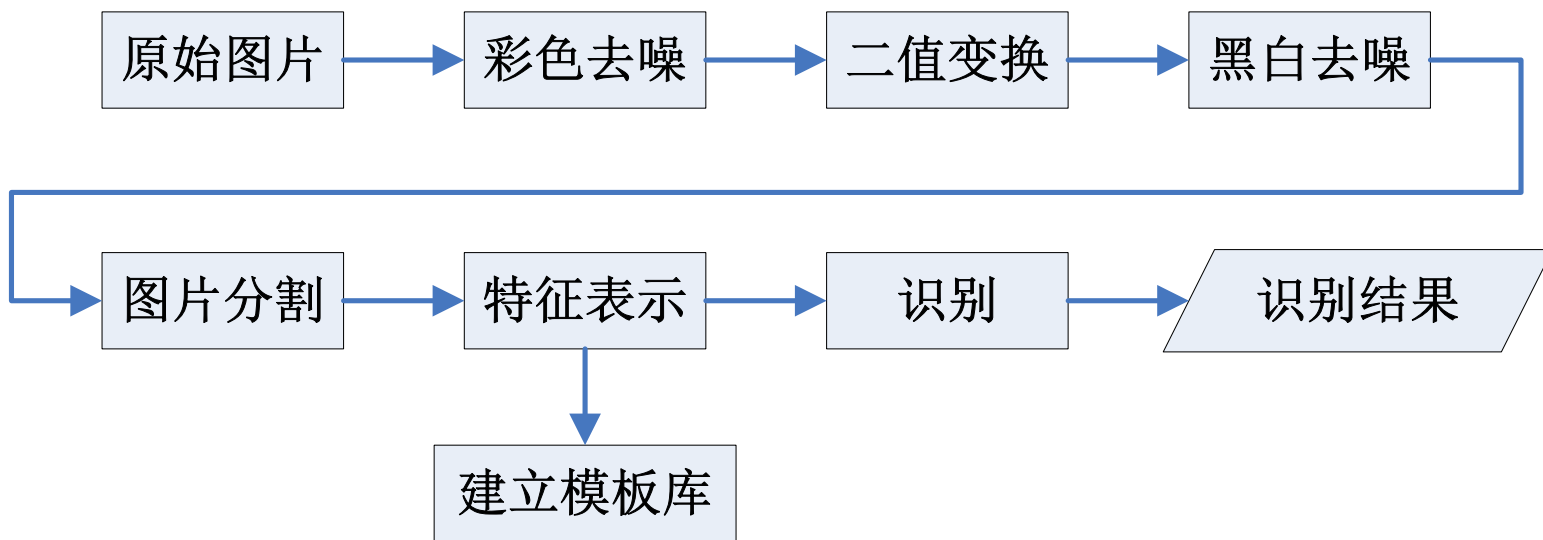 原始图片
彩色去噪
二值变换
黑白去噪
图片分割
特征表示
识别
识别结果
建立模板库